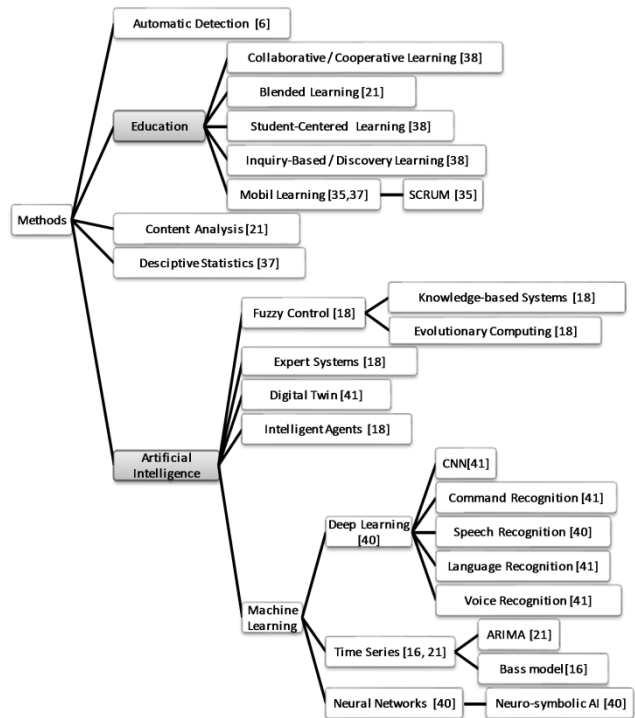 Automatic Detection [6]
Collaborative / Cooperative Learning [38]
Blended Learning [21]
Education
Student-Centered Learning [38]
Inquiry-Based / Discovery Learning [38]
Mobil Learning [35,37]
SCRUM [35]
Methods
Content Analysis [21]
Desciptive Statistics [37]
Knowledge-based Systems [18]
Fuzzy Control [18]
Evolutionary Computing [18]
Expert Systems [18]
Digital Twin [41]
Intelligent Agents [18]
Artificial
Intelligence
CNN[41]
Command Recognition [41]
Deep Learning
[40]
Speech Recognition [40]
Language Recognition [41]
Voice Recognition [41]
Machine
Learning
ARIMA [21]
Time Series [16, 21]
Bass model[16]
Neural Networks [40]
Neuro-symbolic AI [40]